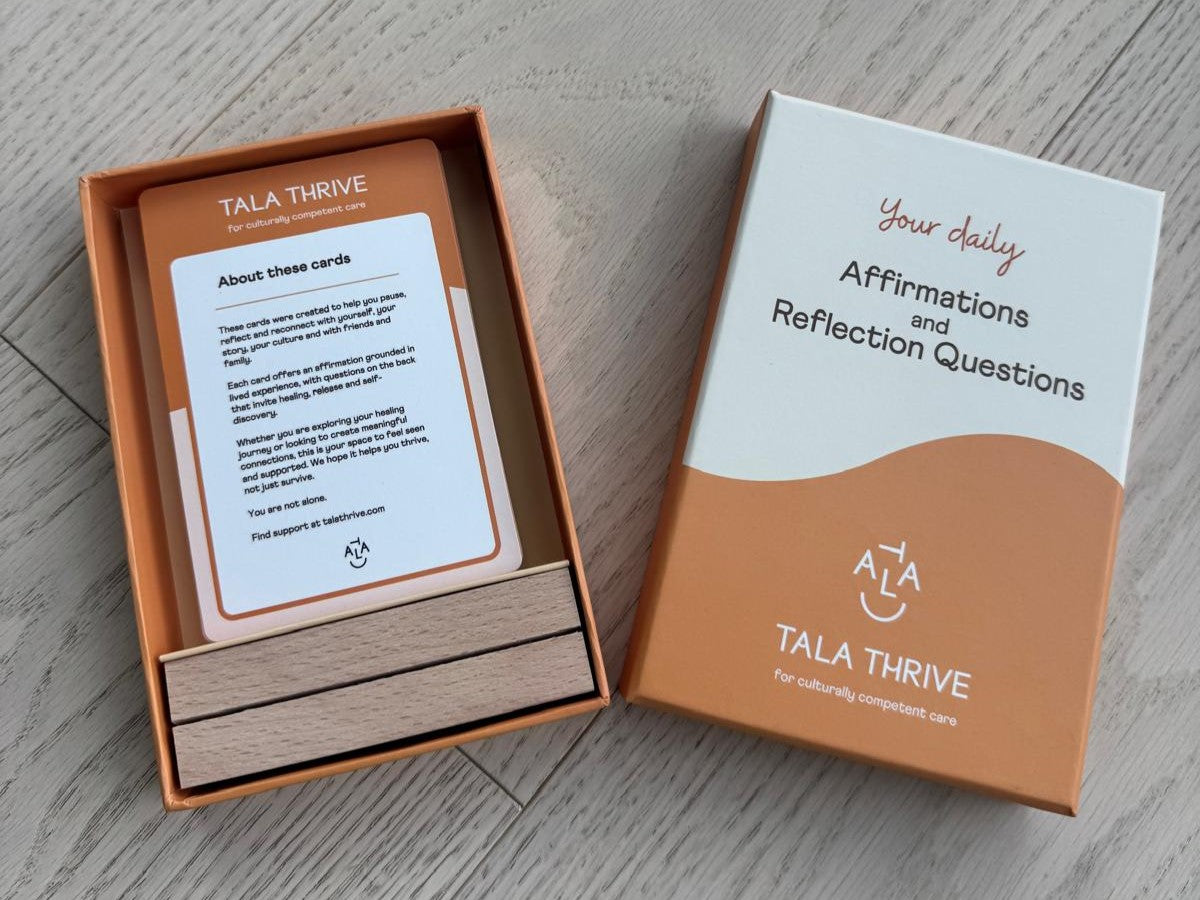 TALA THRIVE
for culturally competent care
About these cards
These cards were created to help you pause,
reflect and reconnect with yourself, your
story, your culture and with friends and
family.
Each card offers an affirmation grounded in
lived experience, with questions on the back
that invite healing, release and self-
discovery.
Whether you are exploring your healing
journey or looking to create meaningful
connections, this is your space to feel seen
and supported. We hope it helps you thrive,
not just survive.
You are not alone.
Find support at talathrive.com
TALA
Your daily
Affirmations
and
Reflection Questions
TALA
TALA THRIVE
for culturally competent care